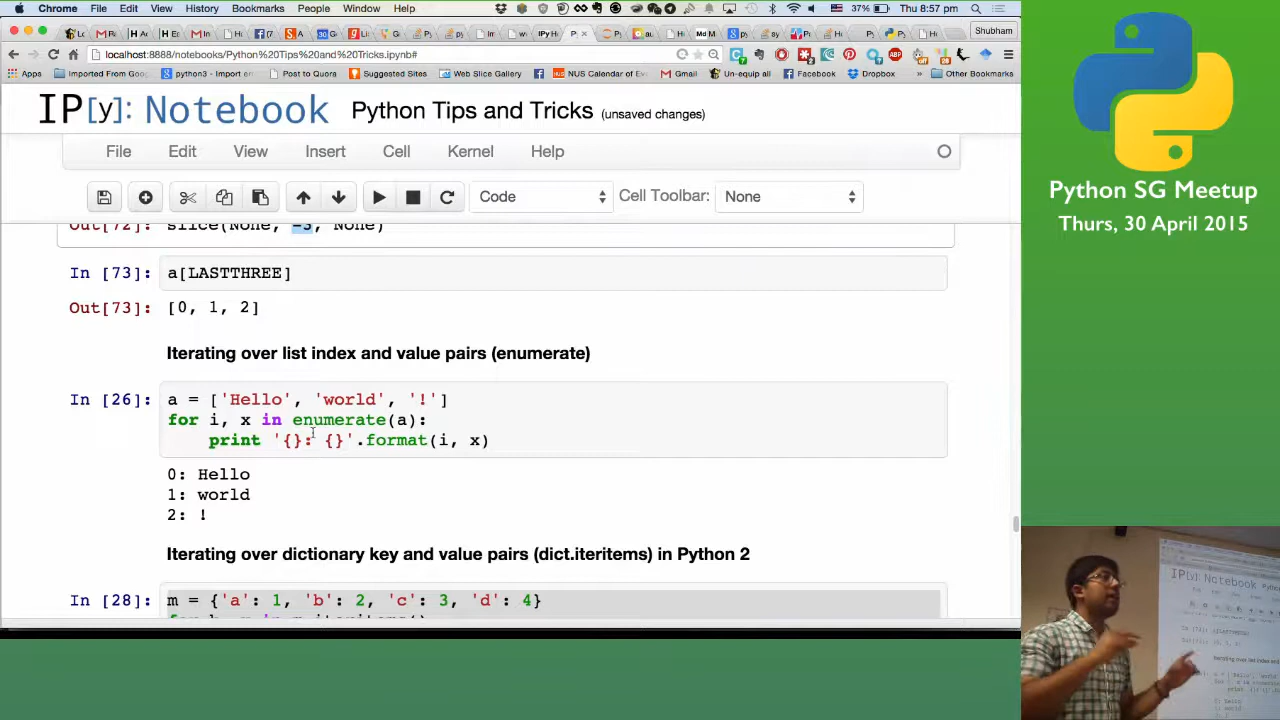 Chrome File Edit View History Bookmarks People Window Help 37% Thu 8:57 pm
Shubham
localhost:8888/notebooks/Python%20Tips%20and%20Tricks.ipynb#
Apps Imported From Goo python3 - Import en Post to Quora Suggested Sites Web Slice Gallery NUS Calendar of Ev Gmail Un-equip all Facebook Dropbox » Other Bookmarks
IP[y]: Notebook Python Tips and Tricks (unsaved changes)
File Edit View Insert Cell Kernel Help
Code Cell Toolbar: None
Out[72]: slice(None, -3, None)
In [73]: a[LASTTHREE]
Out[73]: [0, 1, 2]
Iterating over list index and value pairs (enumerate)
In [26]: a = ['Hello', 'world', '!']
for i, x in enumerate(a):
print '{}: {}'.format(i, x)
0: Hello
1: world
2: !
Iterating over dictionary key and value pairs (dict.iteritems) in Python 2
In [28]: m = {'a': 1, 'b': 2, 'c': 3, 'd': 4}
Python SG Meetup
Thurs, 30 April 2015
IP[y]: Notebook